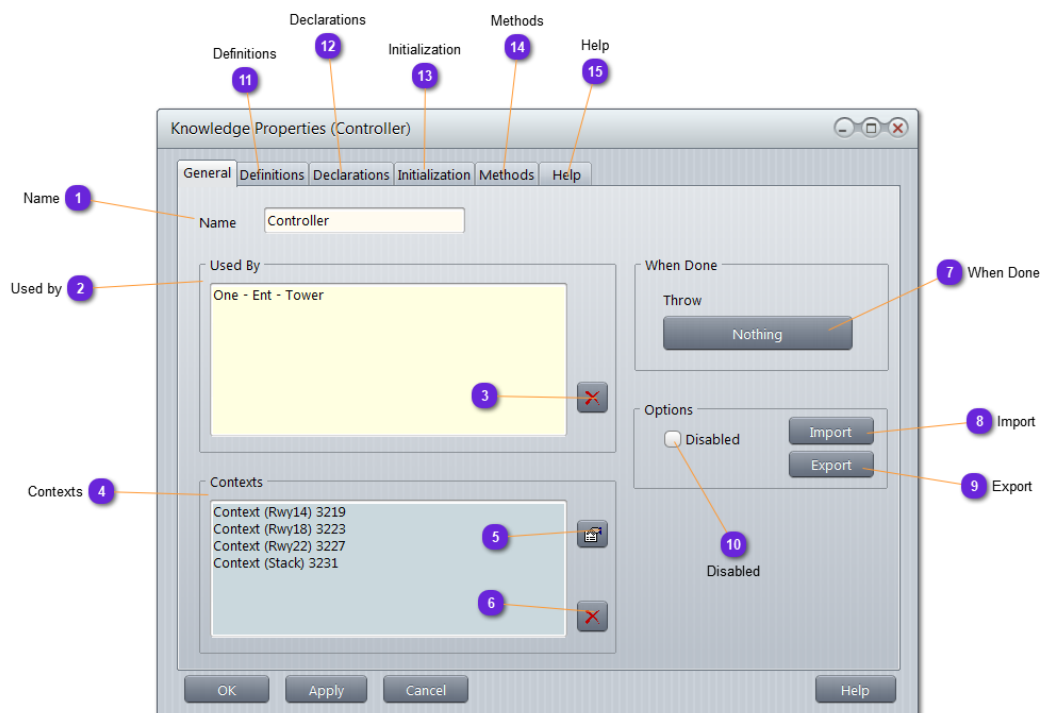 Declarations
12
Methods
14
Definitions
11
Initialization
13
Help
15
Knowledge Properties (Controller)
General Definitions Declarations Initialization Methods Help
Name 1
Name Controller
Used By
Used by 2
One - Ent - Tower
3
When Done
7 When Done
Throw
Nothing
Options
Disabled
Import
8 Import
Export
9 Export
10
Disabled
Contexts
Contexts 4
Context (Rwy14) 3219
Context (Rwy18) 3223
Context (Rwy22) 3227
Context (Stack) 3231
5
6
OK Apply Cancel Help